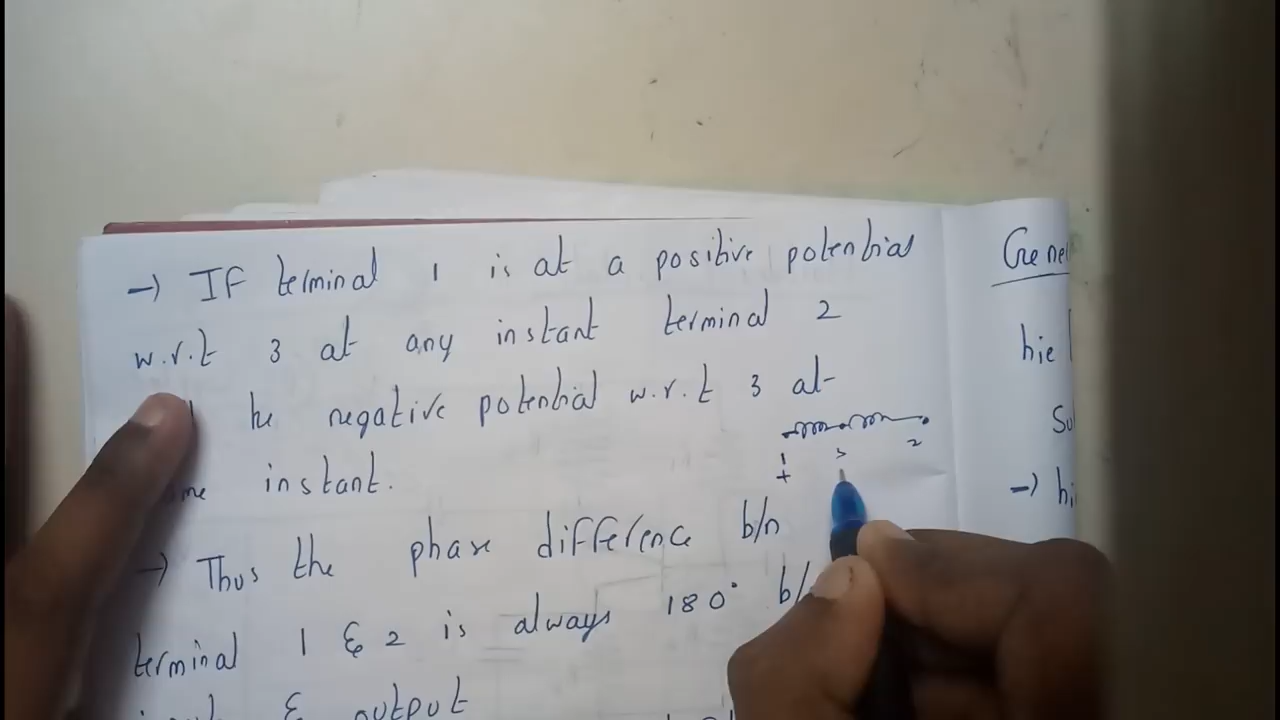 → IF terminal 1 is at a positive potential
w.r.t 3 at any instant terminal 2
be negative potential w.r.t 3 at
instant.
1 3 2
+
→ Thus the phase difference b/n
terminal 1 & 2 is always 180°
& output
Gene
hie
→ hi